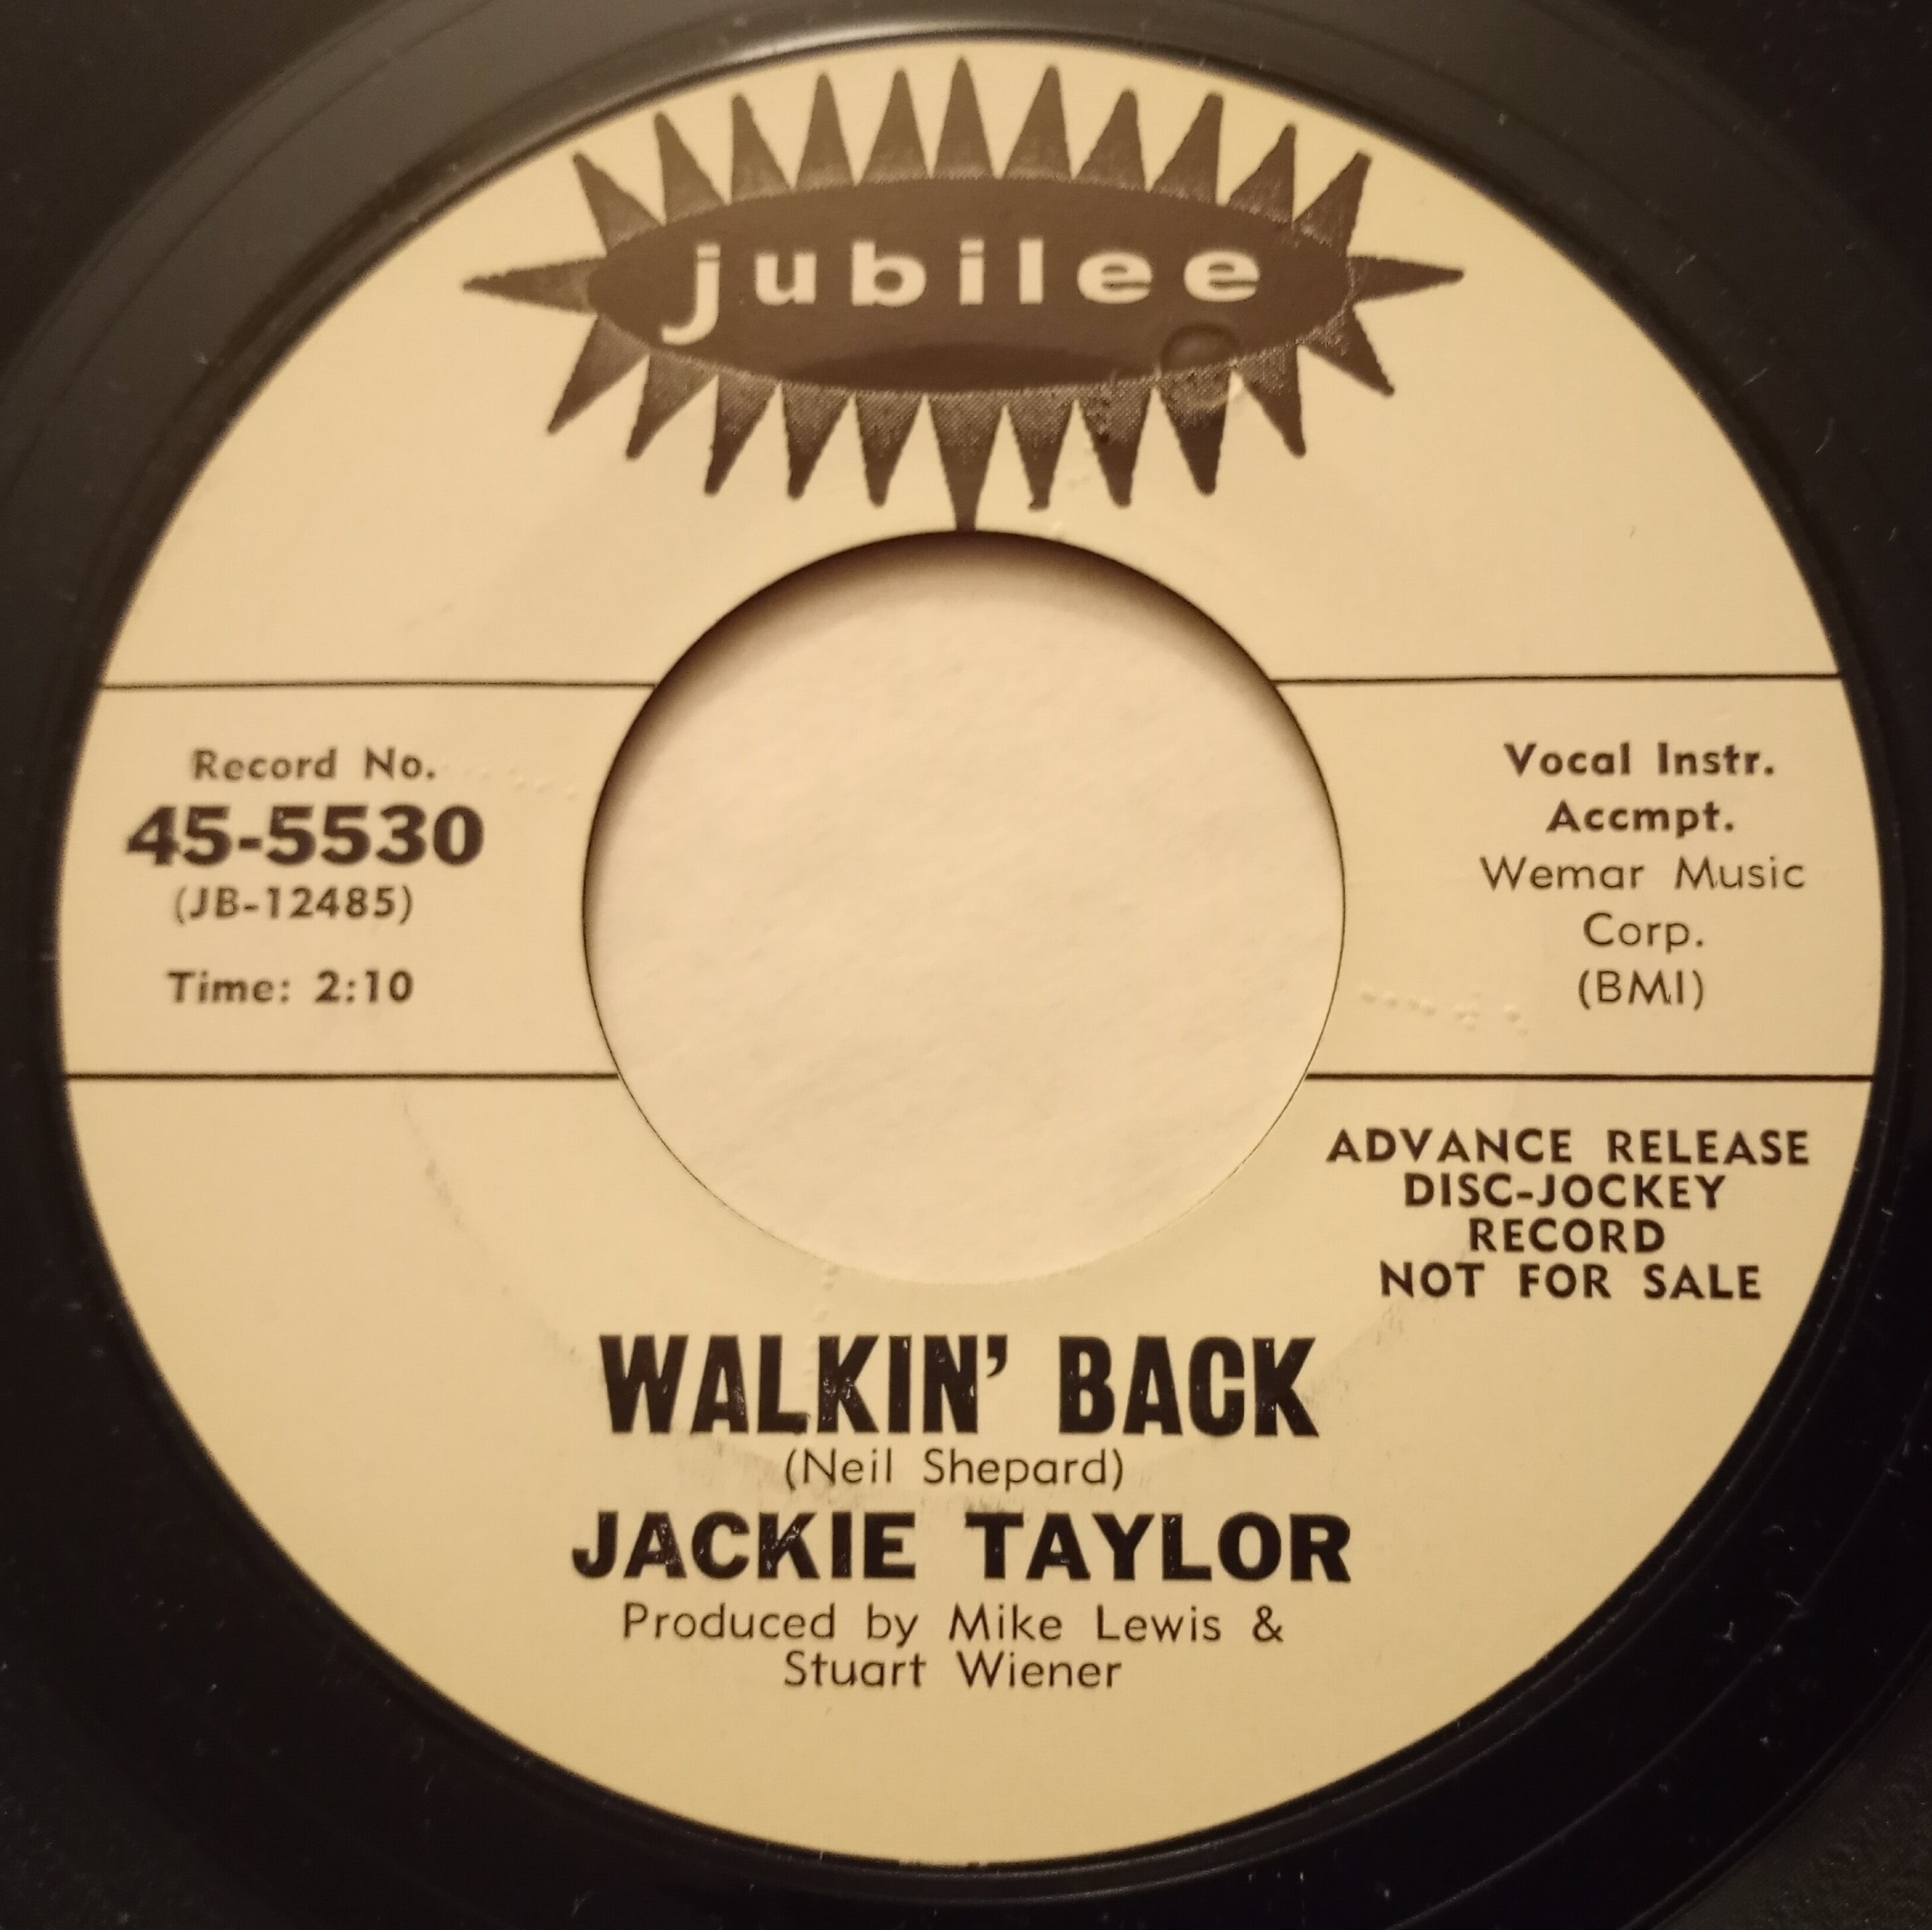 jubilee
Record No.
45-5530
(JB-12485)
Time: 2:10
Vocal Instr.
Accmpt.
Wemar Music
Corp.
(BMI)
ADVANCE RELEASE
DISC-JOCKEY
RECORD
NOT FOR SALE
WALKIN' BACK
(Neil Shepard)
JACKIE TAYLOR
Produced by Mike Lewis &
Stuart Wiener